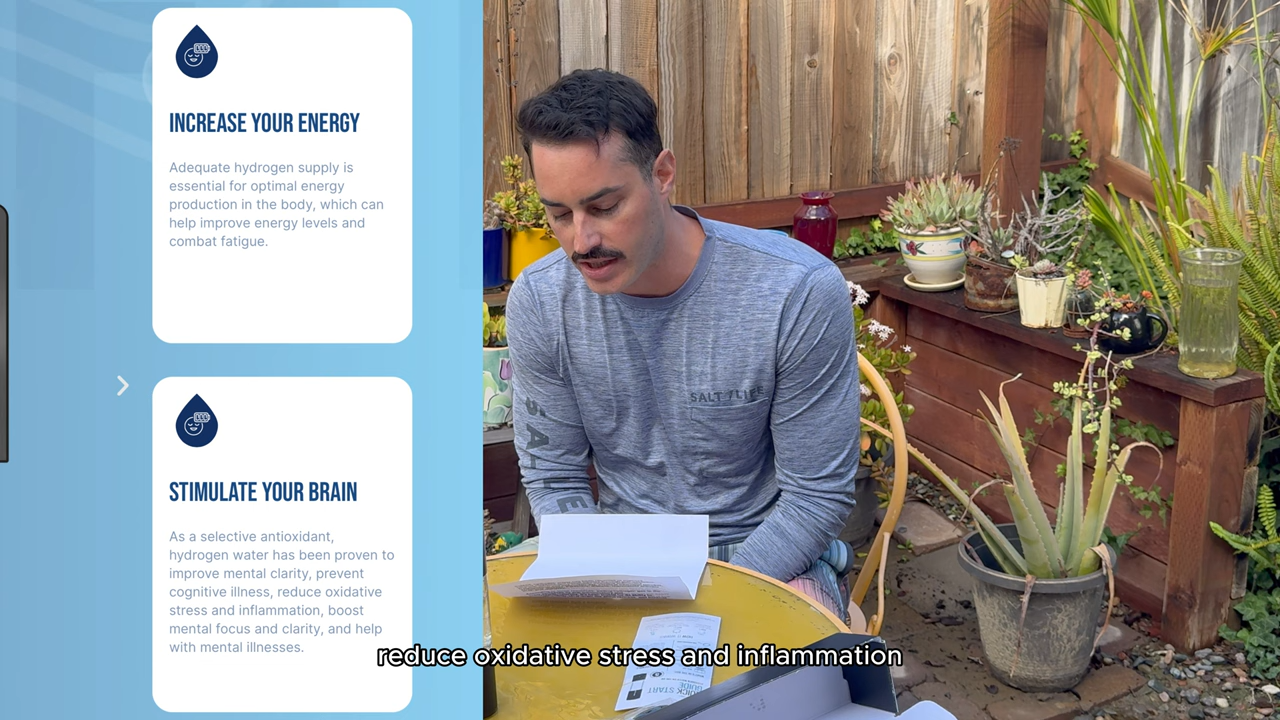 INCREASE YOUR ENERGY
Adequate hydrogen supply is
essential for optimal energy
production in the body, which can
help improve energy levels and
combat fatigue.
STIMULATE YOUR BRAIN
As a selective antioxidant,
hydrogen water has been proven to
improve mental clarity, prevent
cognitive illness, reduce oxidative
stress and inflammation, boost
mental focus and clarity, and help
with mental illnesses.
SALT LIFE
reduce oxidative stress and inflammation
START
GUIDE